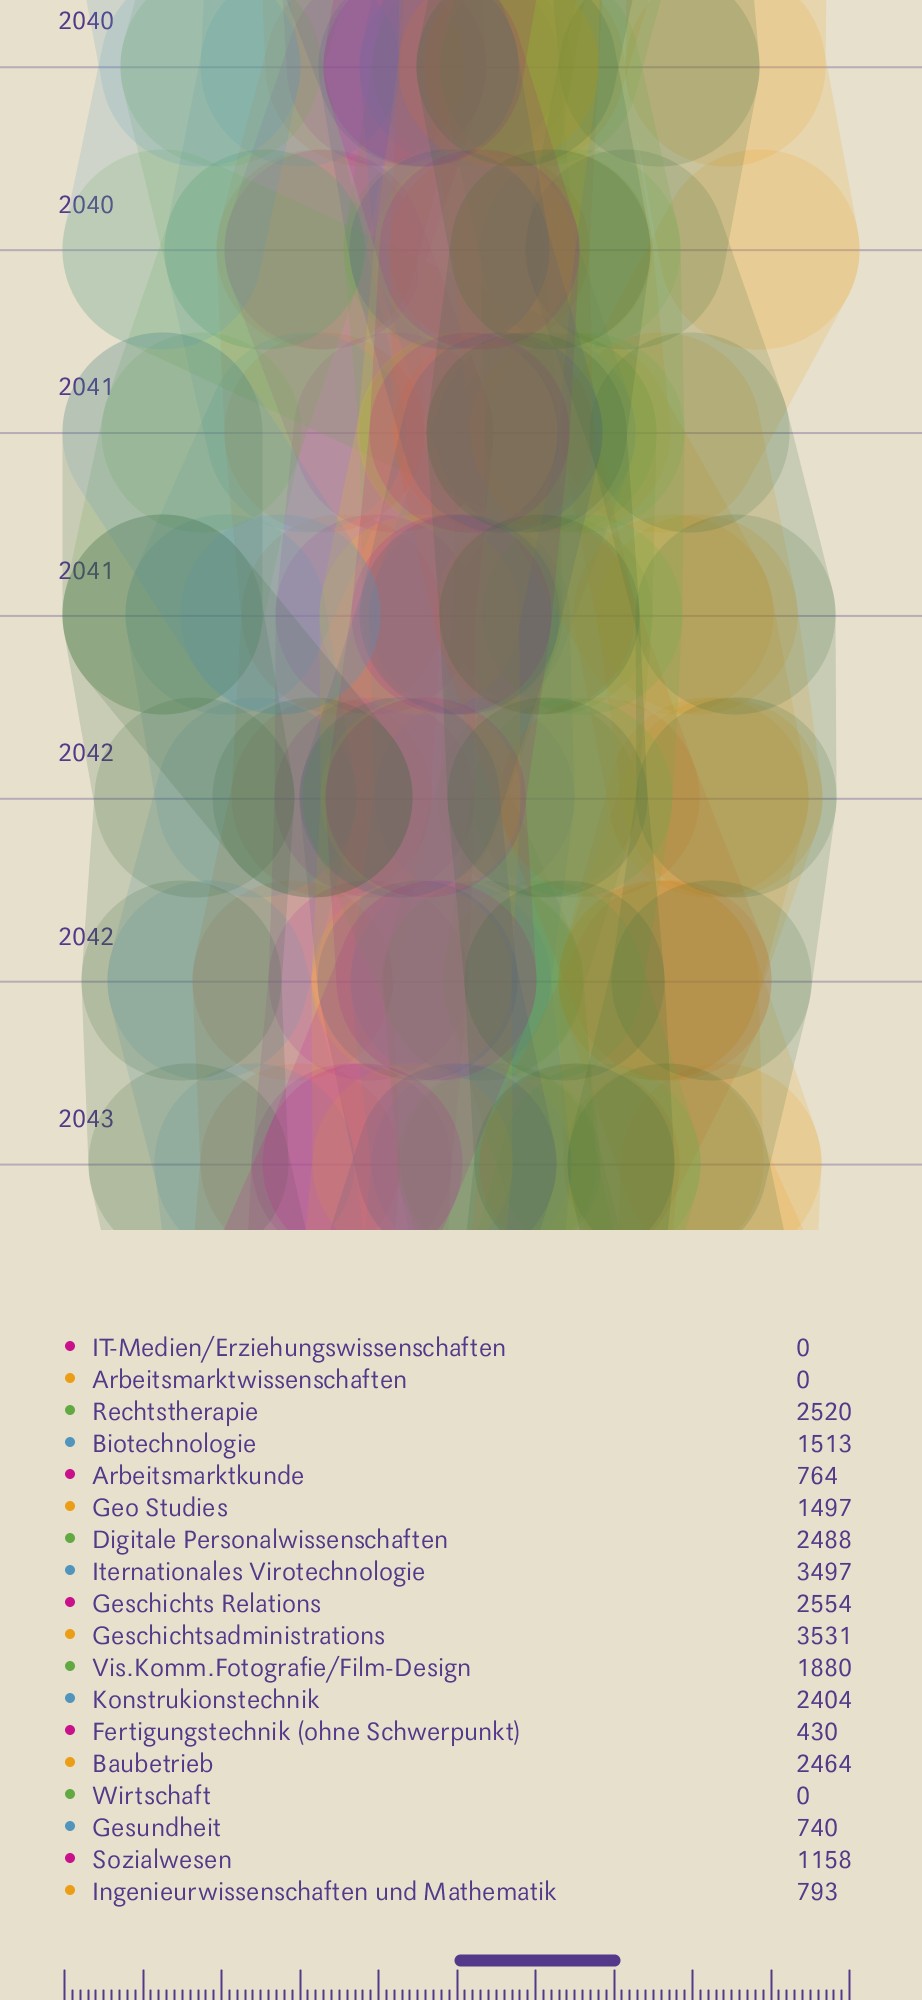 2040
2040
2041
2041
2042
2042
2043
IT-Medien/Erziehungswissenschaften 0
Arbeitsmarktwissenschaften 0
Rechtstherapie 2520
Biotechnologie 1513
Arbeitsmarktkunde 764
Geo Studies 1497
Digitale Personalwissenschaften 2488
Iternationales Virotechnologie 3497
Geschichts Relations 2554
Geschichtsadministrations 3531
Vis.Komm.Fotografie/Film-Design 1880
Konstrukionstechnik 2404
Fertigungstechnik (ohne Schwerpunkt) 430
Baubetrieb 2464
Wirtschaft 0
Gesundheit 740
Sozialwesen 1158
Ingenieurwissenschaften und Mathematik 793